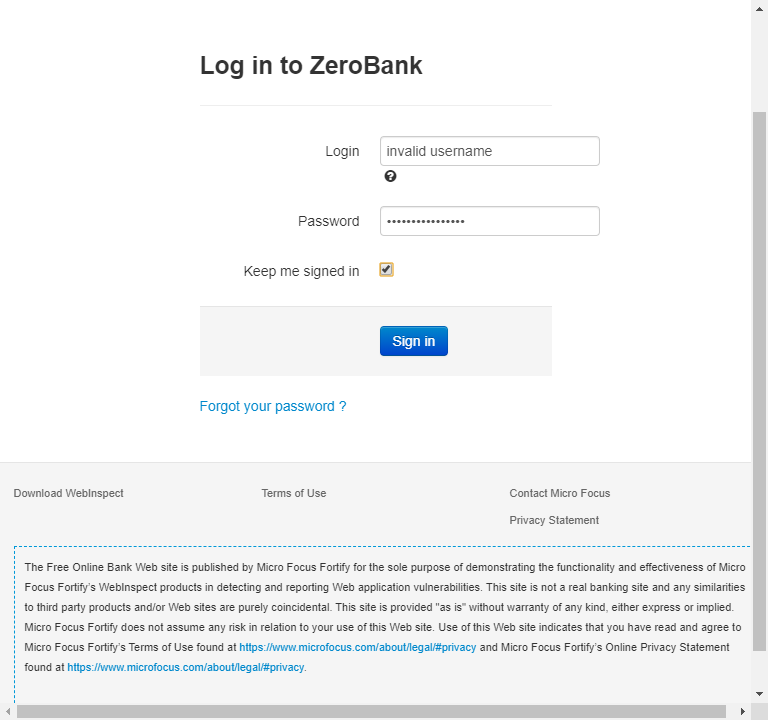 Log in to ZeroBank
Login
invalid username
Password
••••••••••••••••
Keep me signed in
Sign in
Forgot your password ?
Download WebInspect
Terms of Use
Contact Micro Focus
Privacy Statement
The Free Online Bank Web site is published by Micro Focus Fortify for the sole purpose of demonstrating the functionality and effectiveness of Micro
Focus Fortify's WebInspect products in detecting and reporting Web application vulnerabilities. This site is not a real banking site and any similarities
to third party products and/or Web sites are purely coincidental. This site is provided "as is" without warranty of any kind, either express or implied.
Micro Focus Fortify does not assume any risk in relation to your use of this Web site. Use of this Web site indicates that you have read and agree to
Micro Focus Fortify's Terms of Use found at https://www.microfocus.com/about/legal/#privacy and Micro Focus Fortify's Online Privacy Statement
found at https://www.microfocus.com/about/legal/#privacy.